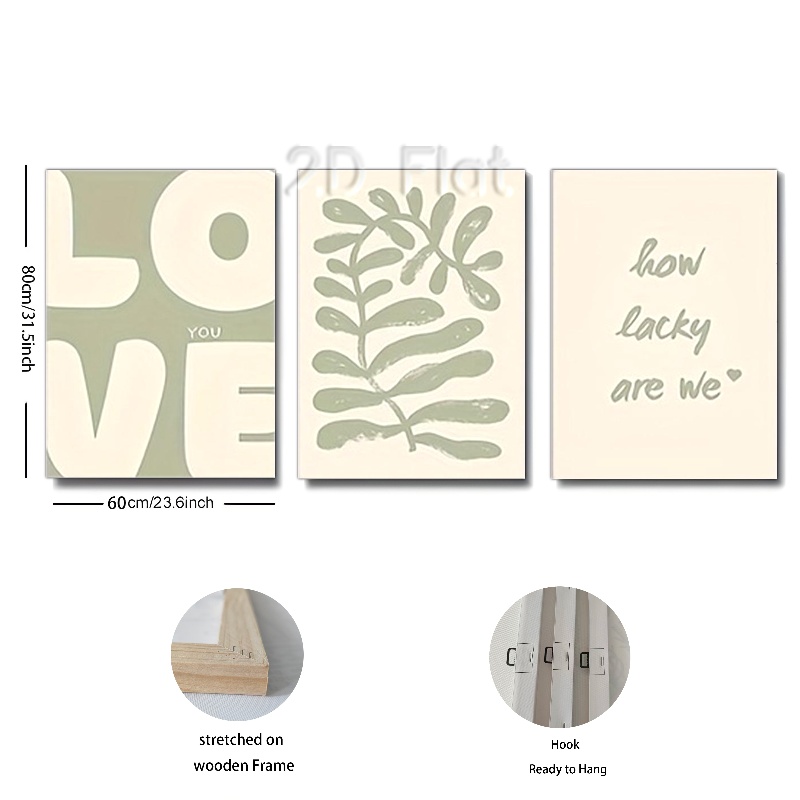 2D Flat
LO
YOU
VE
how
lacky
are we
80cm/31.5inch
60cm/23.6inch
stretched on
wooden Frame
Hook
Ready to Hang